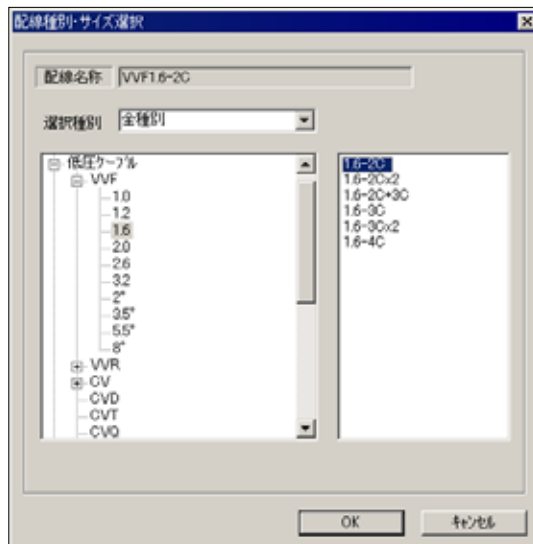 配線種別・サイズ選択
配線名称 VVF1.6-2C
選択種別 全種別
低圧ケーブル
VVF
1.0
1.2
1.6
2.0
2.6
3.2
2"
3.5"
5.5"
8"
VVR
CV
CVD
CVT
CVQ
1.6-2C
1.6-2Cx2
1.6-2C+3C
1.6-3C
1.6-3Cx2
1.6-4C
OK キャンセル